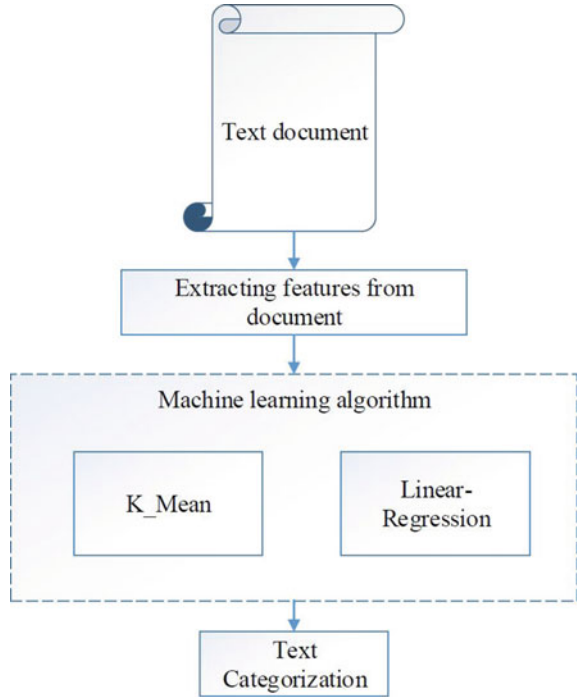 Text document
Extracting features from
document
Machine learning algorithm
K_Mean
Linear-
Regression
Text
Categorization